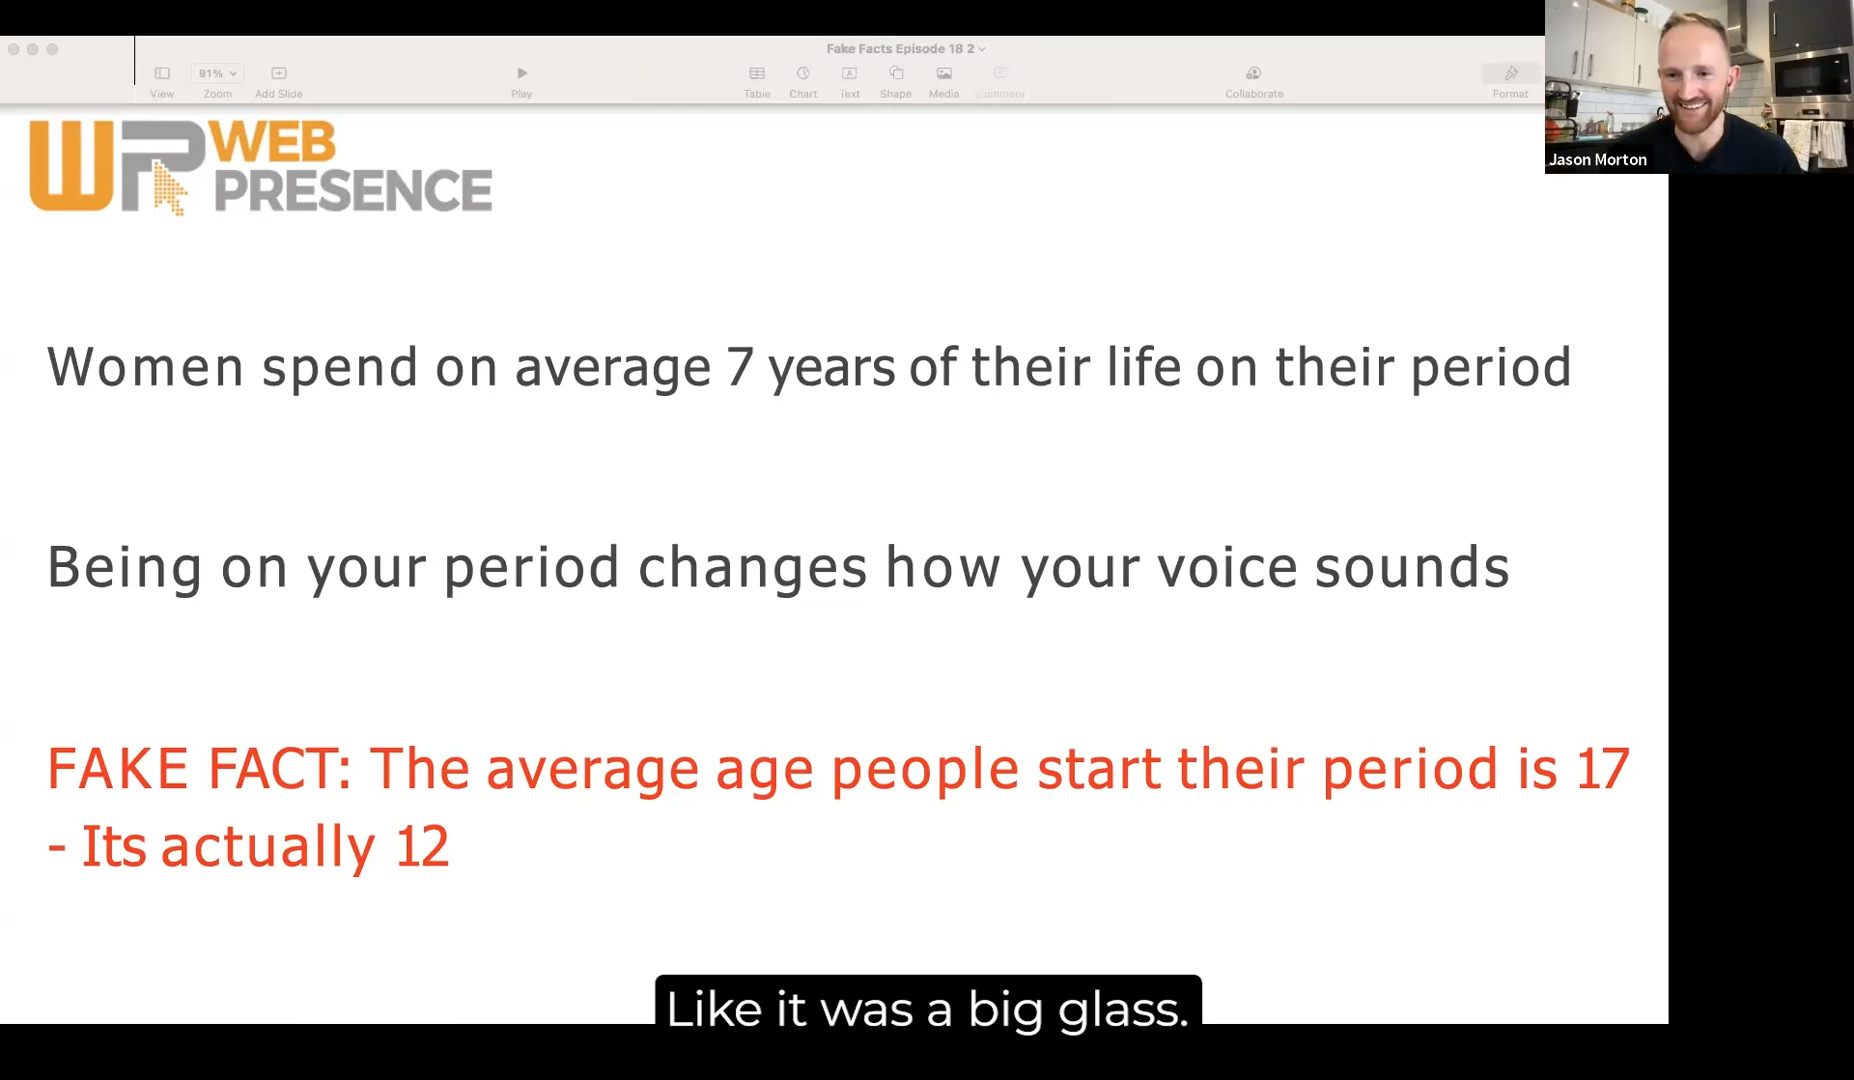 Fake Facts Episode 18 2
91%
View
Zoom
Add Slide
Play
Table
Chart
Text
Shape
Media
Comment
Collaborate
Format
Jason Morton
WP WEB
PRESENCE
Women spend on average 7 years of their life on their period
Being on your period changes how your voice sounds
FAKE FACT: The average age people start their period is 17
- Its actually 12
Like it was a big glass.